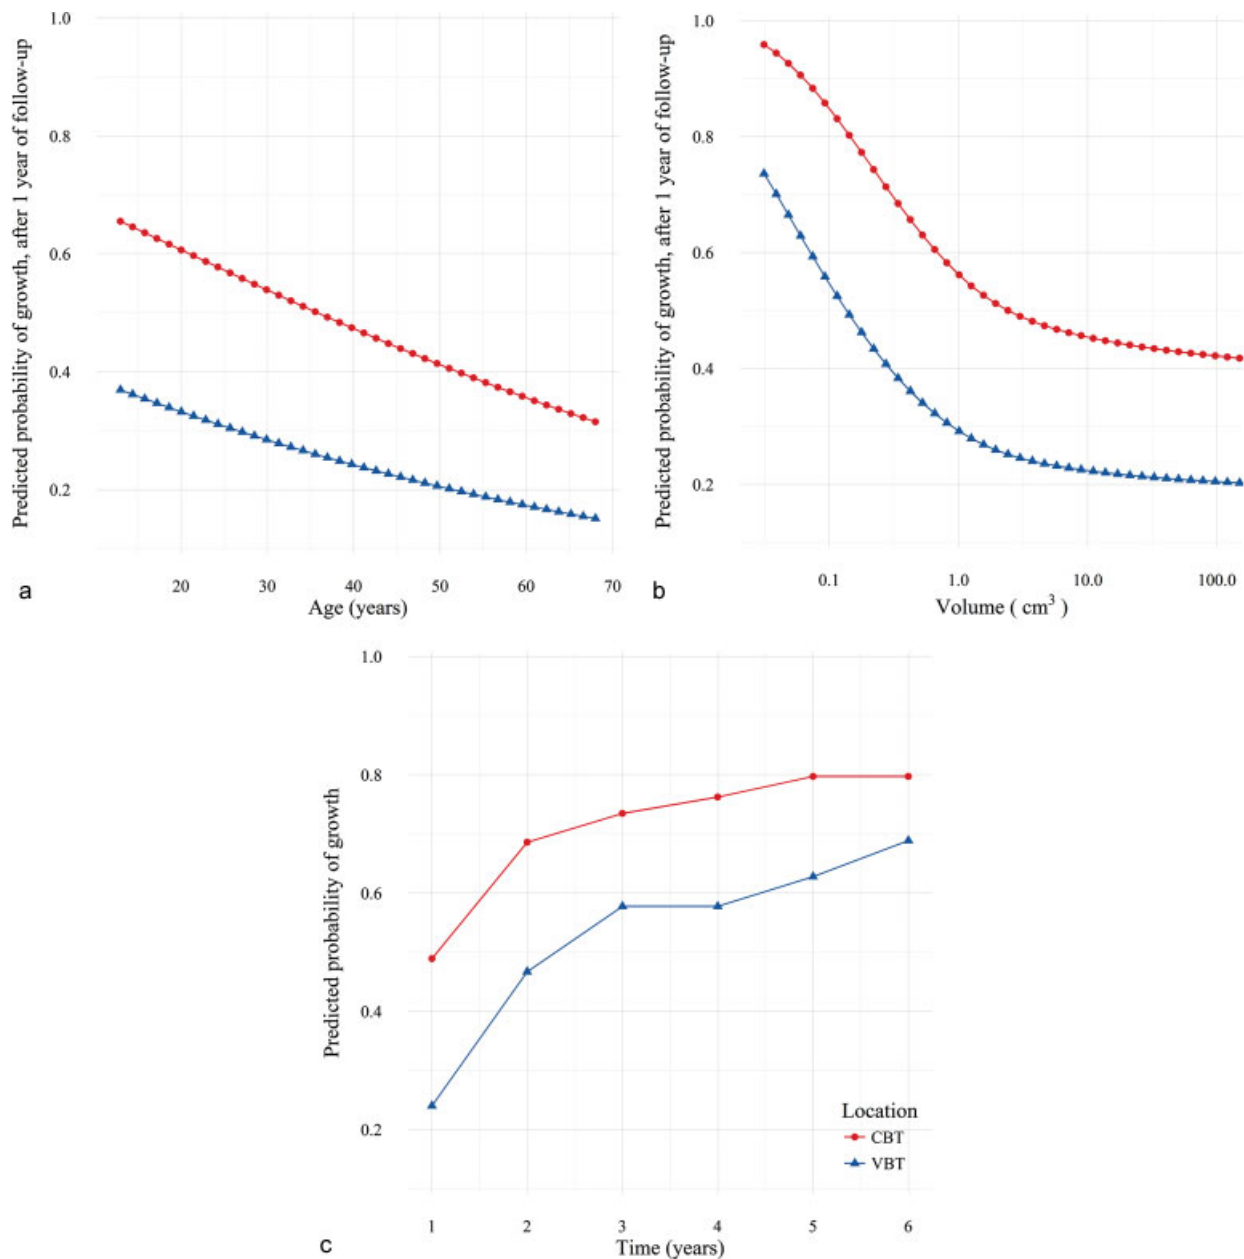 Predicted probability of growth, after 1 year of follow-up
1.0
0.8
0.6
0.4
0.2
20 30 40 50 60 70
Age (years)
a
Predicted probability of growth, after 1 year of follow-up
1.0
0.8
0.6
0.4
0.2
0.1 1.0 10.0 100.0
Volume ( cm³ )
b
Predicted probability of growth
1.0
0.8
0.6
0.4
0.2
Location
CBT
VBT
1 2 3 4 5 6
Time (years)
c